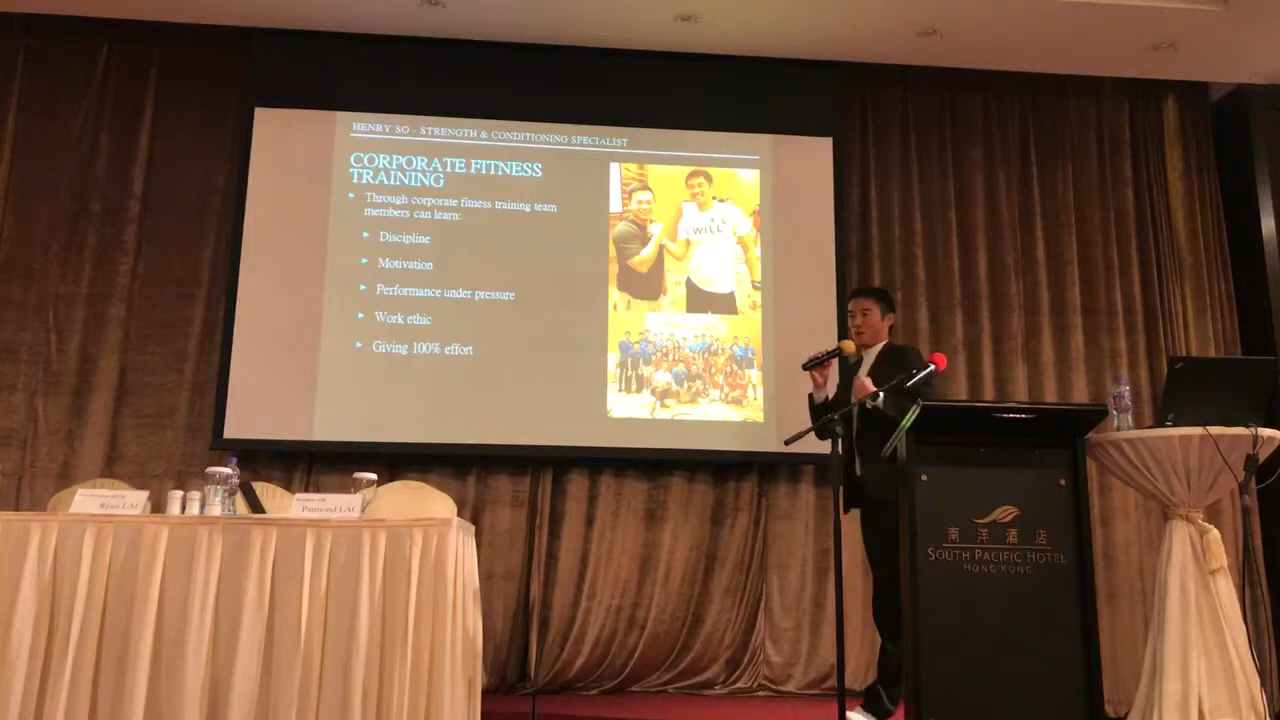 HENRY SO - STRENGTH & CONDITIONING SPECIALIST
CORPORATE FITNESS
TRAINING
Through corporate fitness training team
members can learn:
Discipline
Motivation
Performance under pressure
Work ethic
Giving 100% effort
WILL
Ryan LAU
LAU
南洋酒店
SOUTH PACIFIC HOTEL
HONG KONG